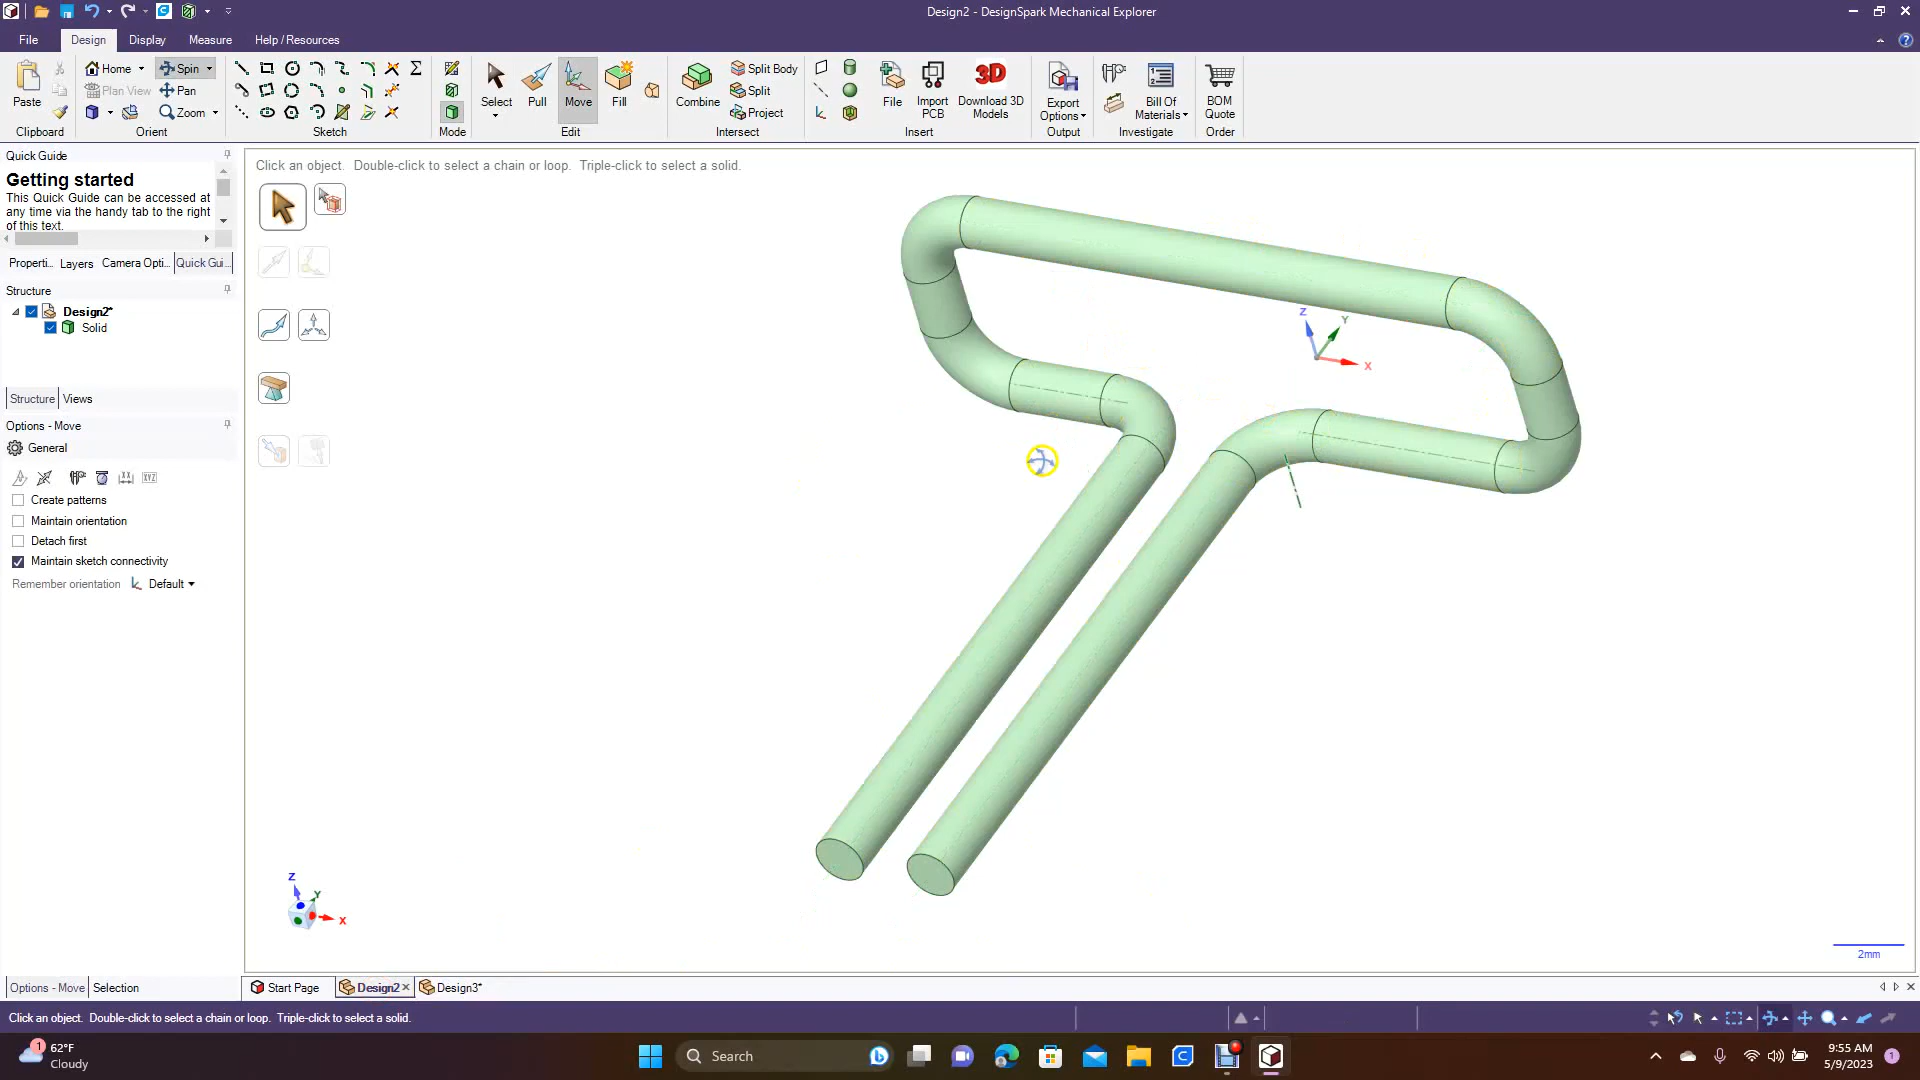 Design2 - DesignSpark Mechanical Explorer
File Design Display Measure Help / Resources
Paste
Clipboard
Home Spin
Plan View Pan
Zoom
Orient
Sketch
Mode
Select Pull Move Fill
Edit
Combine
Split Body
Split
Project
Intersect
File Import PCB 3D Download 3D Models
Insert
Export Options
Output
Bill Of Materials
Investigate
BOM Quote
Order
Quick Guide
Getting started
This Quick Guide can be accessed at
any time via the handy tab to the right
of this text.
Properti... Layers Camera Opti... Quick Gui...
Structure
Design2*
Solid
Structure Views
Options - Move
General
XYZ
Create patterns
Maintain orientation
Detach first
Maintain sketch connectivity
Remember orientation Default
Options - Move Selection
Click an object. Double-click to select a chain or loop. Triple-click to select a solid.
Z
Y
X
Z
Y
X
2mm
Start Page Design2 Design3*
Click an object. Double-click to select a chain or loop. Triple-click to select a solid.
1
62°F
Cloudy
Search
9:55 AM
5/9/2023
1